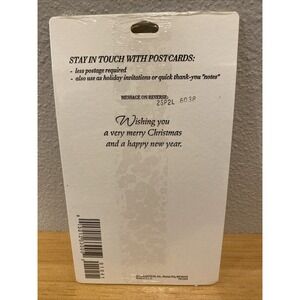 STAY IN TOUCH WITH POSTCARDS:
- less postage required
- also use as holiday invitations or quick thank-you "notes"
MESSAGE ON REVERSE:
2SP2L 6038
Wishing you
a very merry Christmas
and a happy new year.